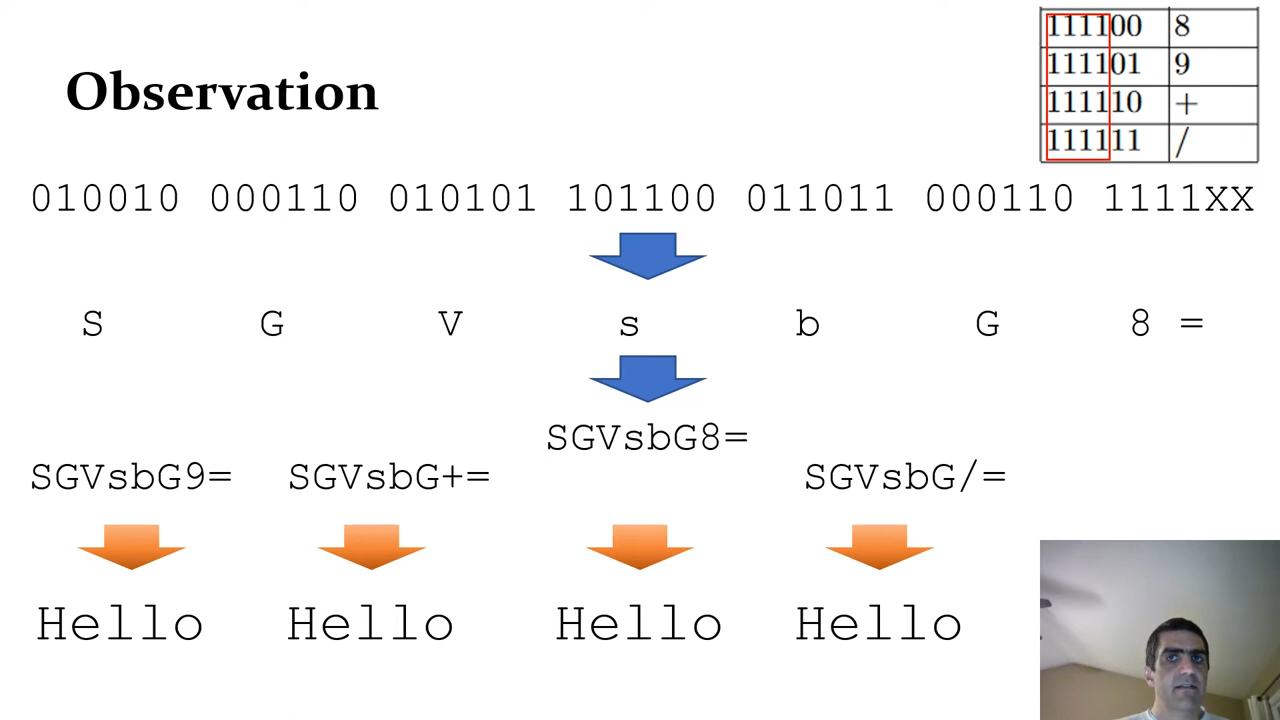 111100 8
111101 9
111110 +
111111 /
Observation
010010 000110 010101 101100 011011 000110 1111XX
S G V s b G 8 =
SGVsbG8=
SGVsbG9= SGVsbG+= SGVsbG/=
Hello Hello Hello Hello